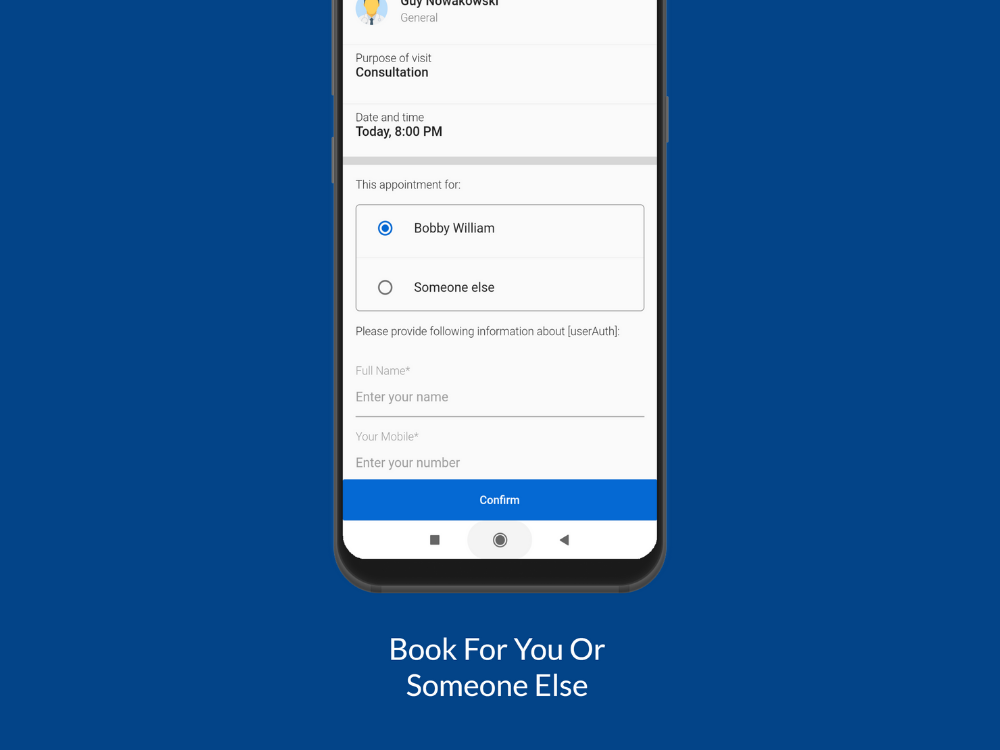 Guy Nowakowski
General
Purpose of visit
Consultation
Date and time
Today, 8:00 PM
This appointment for:
Bobby William
Someone else
Please provide following information about [userAuth]:
Full Name*
Enter your name
Your Mobile*
Enter your number
Confirm
Book For You Or
Someone Else